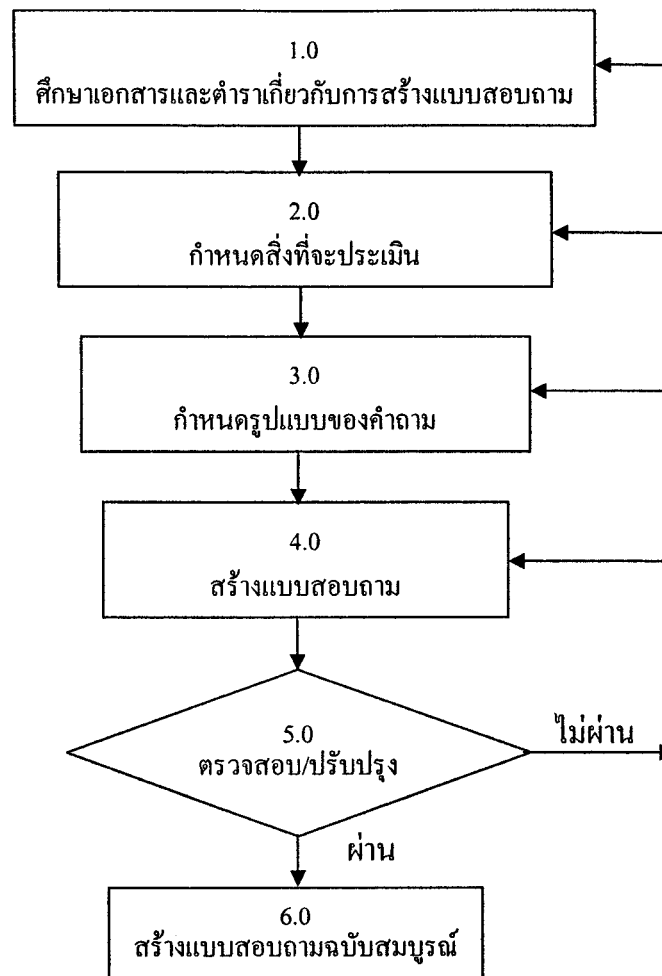 1.0
ศึกษาเอกสารและตำราเกี่ยวกับการสร้างแบบสอบถาม
2.0
กำหนดสิ่งที่จะประเมิน
3.0
กำหนดรูปแบบของคำถาม
4.0
สร้างแบบสอบถาม
5.0
ตรวจสอบ/ปรับปรุง
ไม่ผ่าน
ผ่าน
6.0
สร้างแบบสอบถามฉบับสมบูรณ์